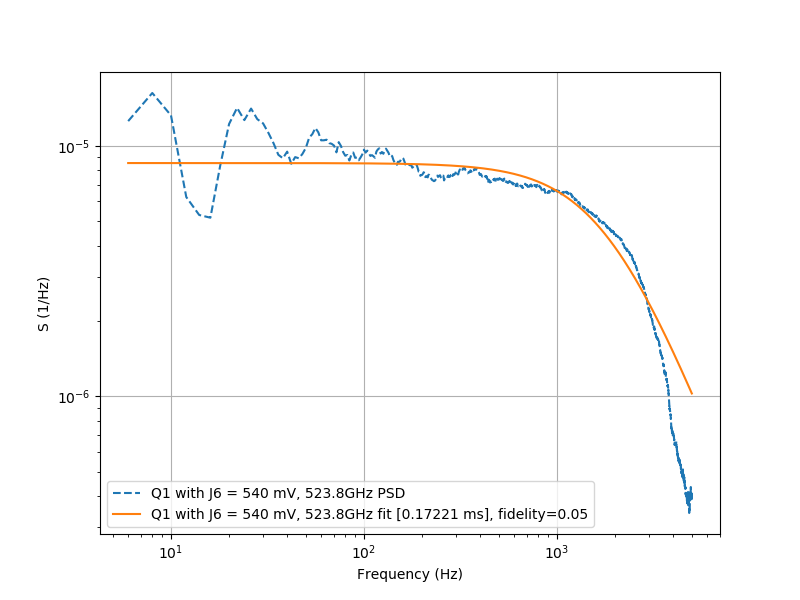 10⁻⁵
10⁻⁶
S (1/Hz)
Q1 with J6 = 540 mV, 523.8GHz PSD
Q1 with J6 = 540 mV, 523.8GHz fit [0.17221 ms], fidelity=0.05
10¹ 10² 10³
Frequency (Hz)